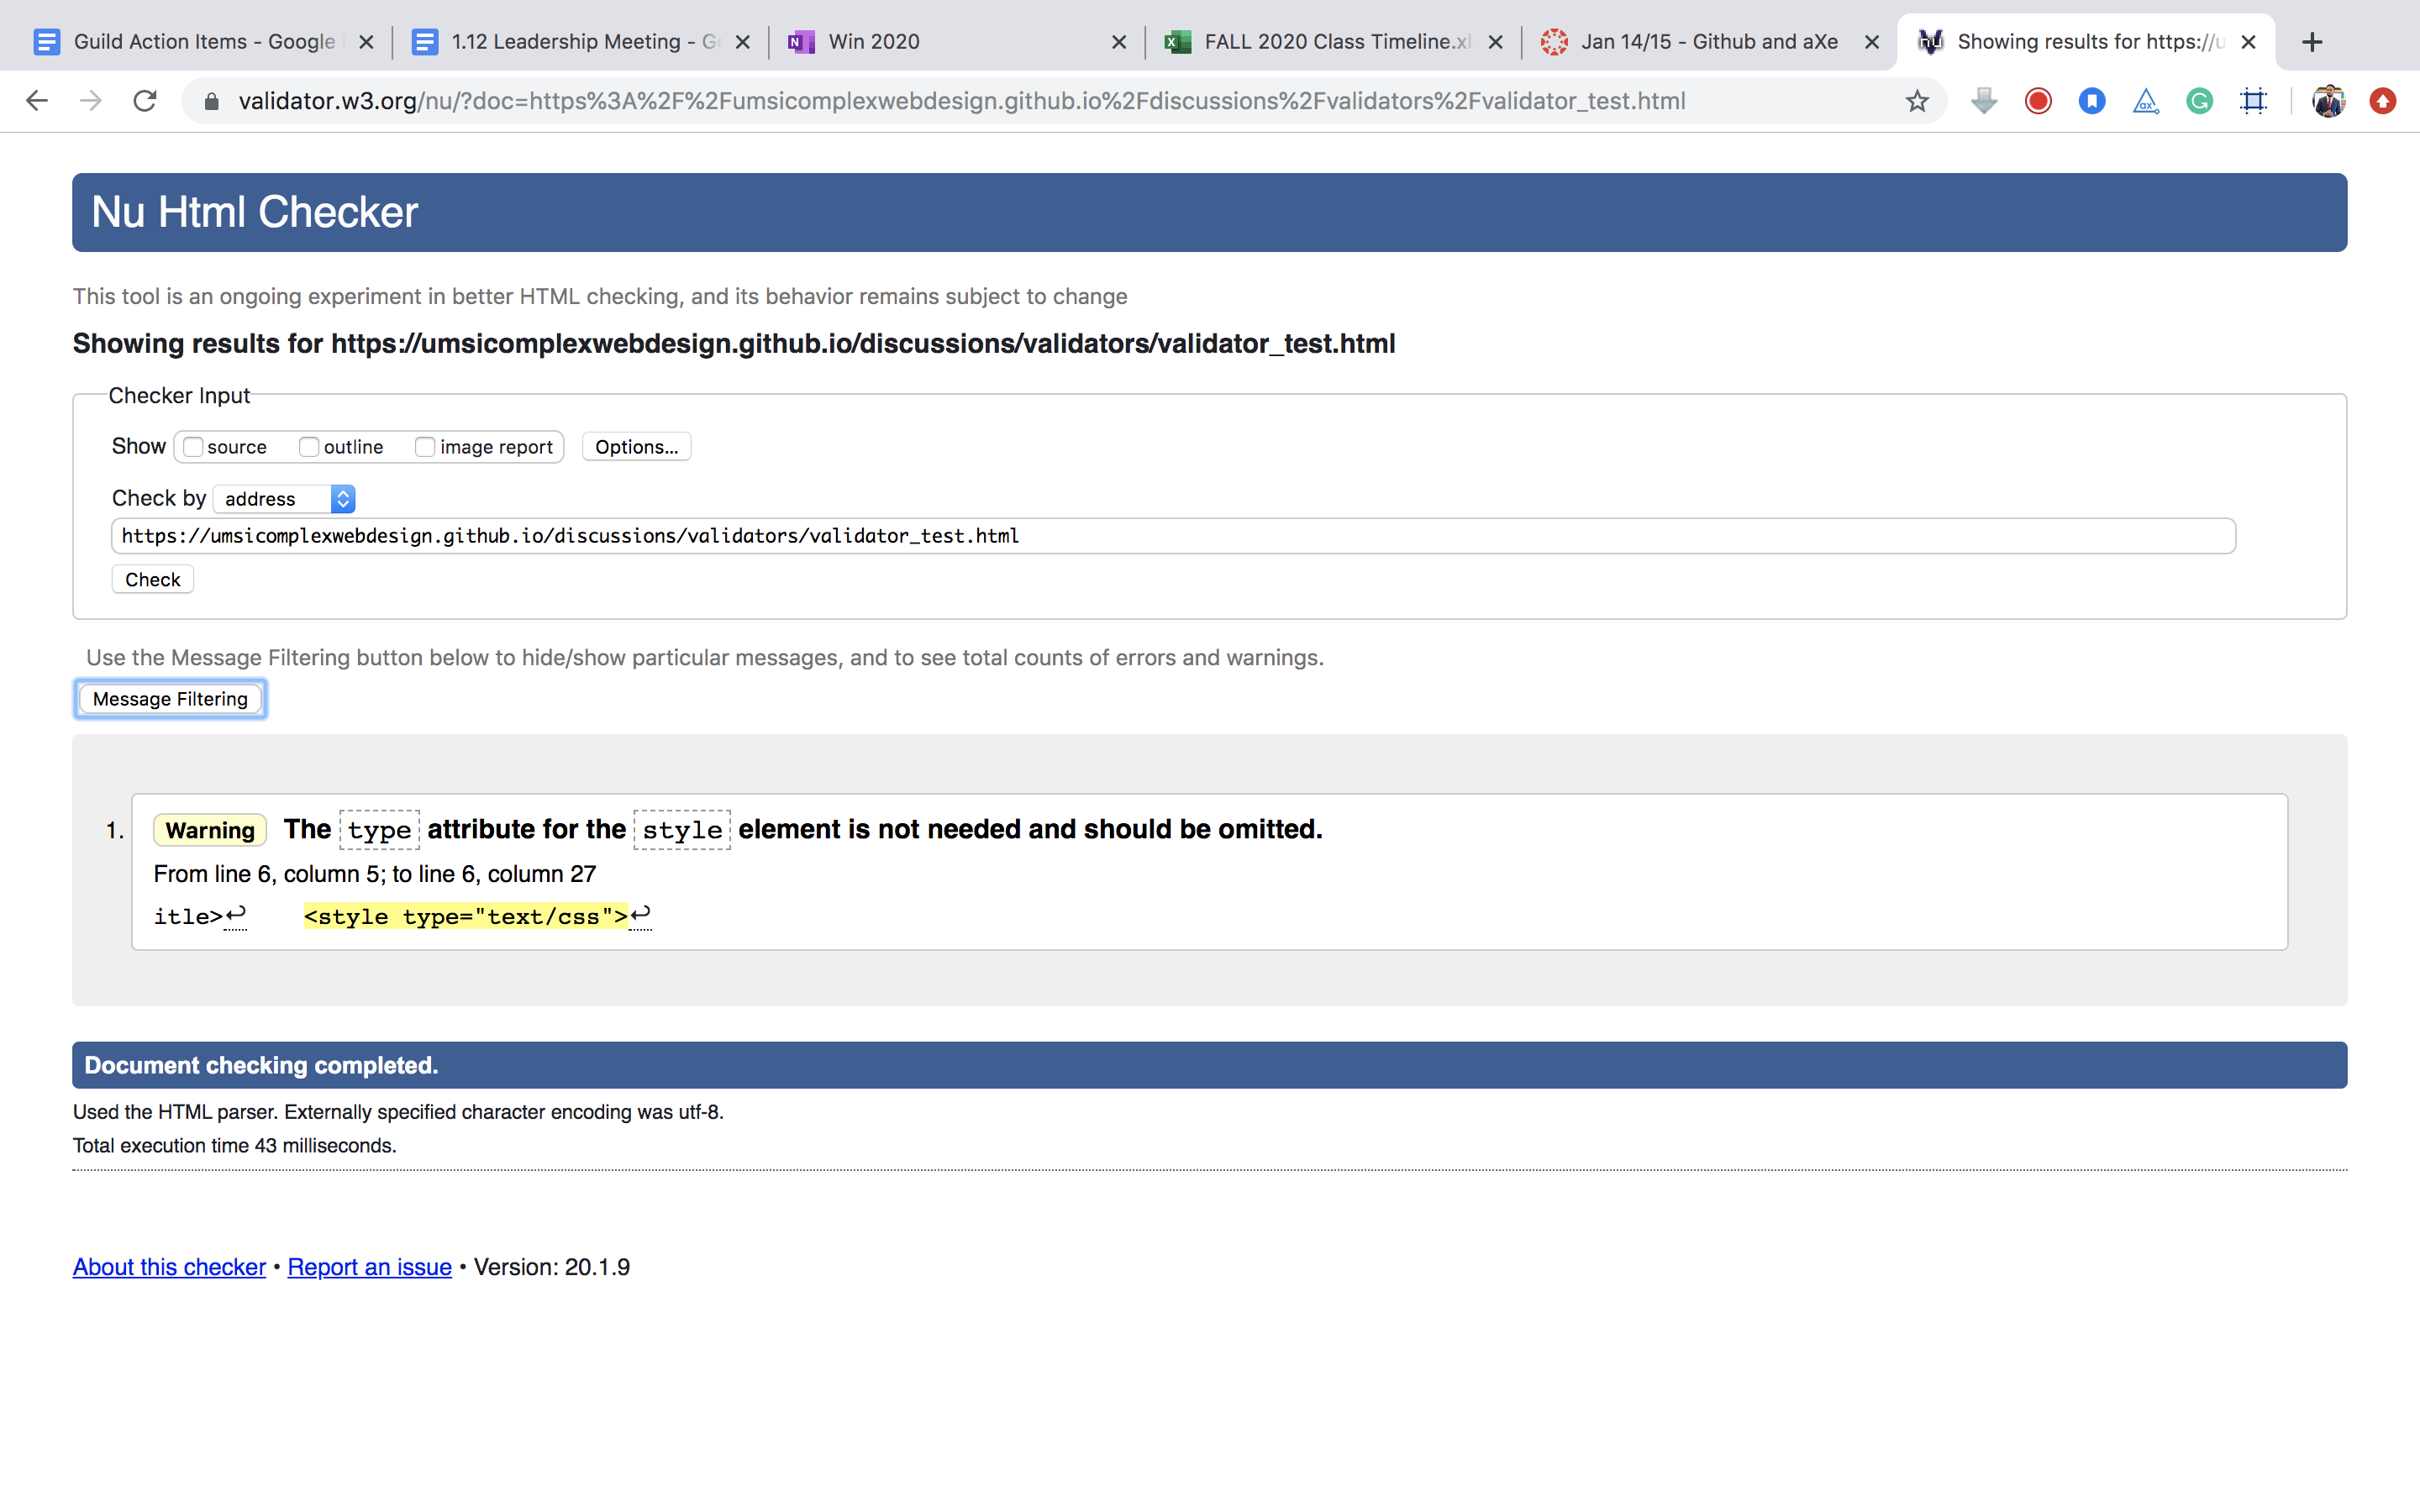 Guild Action Items - Google
1.12 Leadership Meeting - Go
Win 2020
FALL 2020 Class Timeline.xl
Jan 14/15 - Github and aXe
Showing results for https://u
validator.w3.org/nu/?doc=https%3A%2F%2Fumsicomplexwebdesign.github.io%2Fdiscussions%2Fvalidators%2Fvalidator_test.html
Nu Html Checker
This tool is an ongoing experiment in better HTML checking, and its behavior remains subject to change
Showing results for https://umsicomplexwebdesign.github.io/discussions/validators/validator_test.html
Checker Input
Show source outline image report Options...
Check by address
https://umsicomplexwebdesign.github.io/discussions/validators/validator_test.html
Check
Use the Message Filtering button below to hide/show particular messages, and to see total counts of errors and warnings.
Message Filtering
1. Warning The type attribute for the style element is not needed and should be omitted.
From line 6, column 5; to line 6, column 27
itle>↩ <style type="text/css">↩
Document checking completed.
Used the HTML parser. Externally specified character encoding was utf-8.
Total execution time 43 milliseconds.
About this checker • Report an issue • Version: 20.1.9